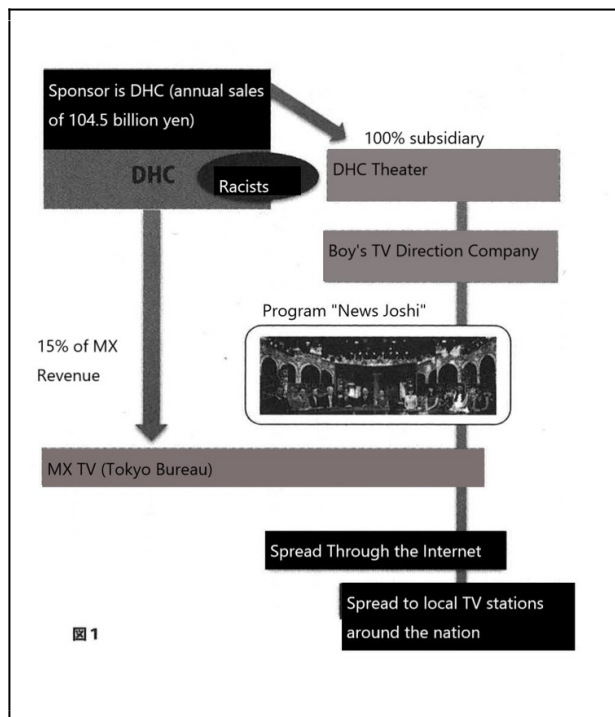 Sponsor is DHC (annual sales
of 104.5 billion yen)
100% subsidiary
DHC
Racists
DHC Theater
Boy's TV Direction Company
Program "News Joshi"
15% of MX
Revenue
MX TV (Tokyo Bureau)
Spread Through the Internet
Spread to local TV stations
around the nation
図1